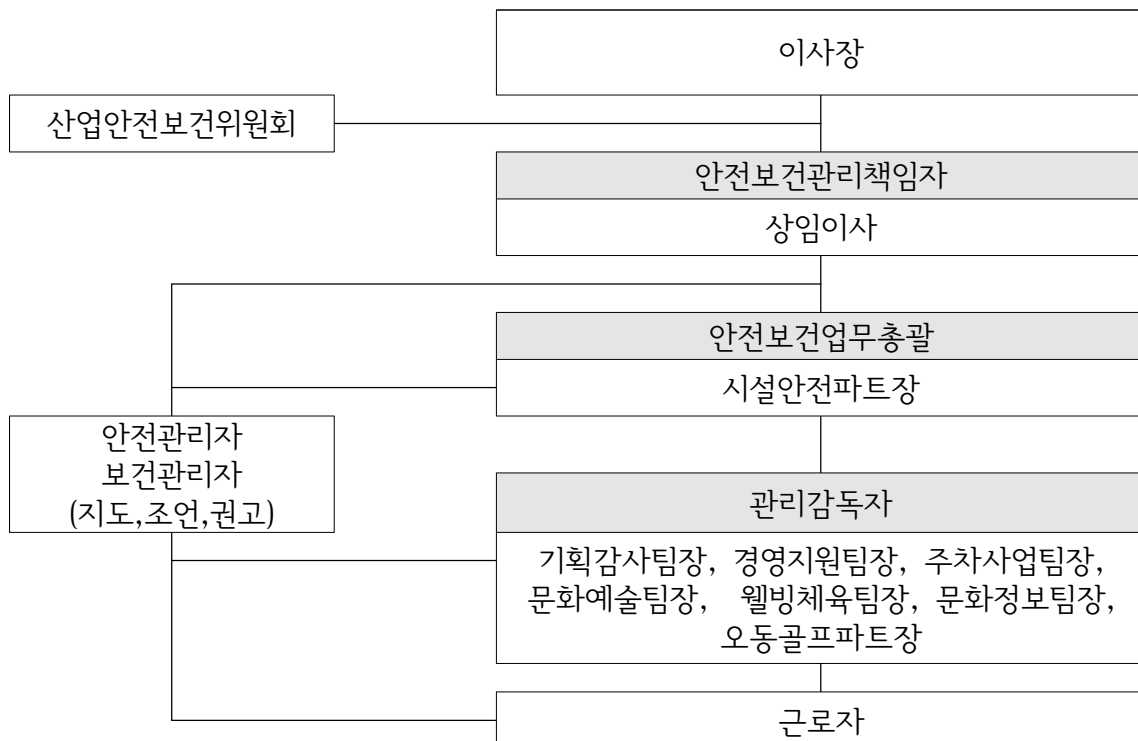 이사장
산업안전보건위원회
안전보건관리책임자
상임이사
안전보건업무총괄
시설안전파트장
안전관리자
보건관리자
(지도,조언,권고)
관리감독자
기획감사팀장, 경영지원팀장, 주차사업팀장,
문화예술팀장, 웰빙체육팀장, 문화정보팀장,
오동골프파트장
근로자